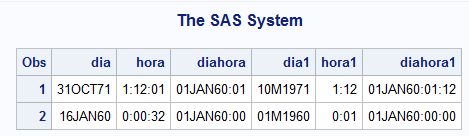 The SAS System
Obs dia hora diahora dia1 hora1 diahora1
1 31OCT71 1:12:01 01JAN60:01 10M1971 1:12 01JAN60:01:12
2 16JAN60 0:00:32 01JAN60:00 01M1960 0:01 01JAN60:00:00